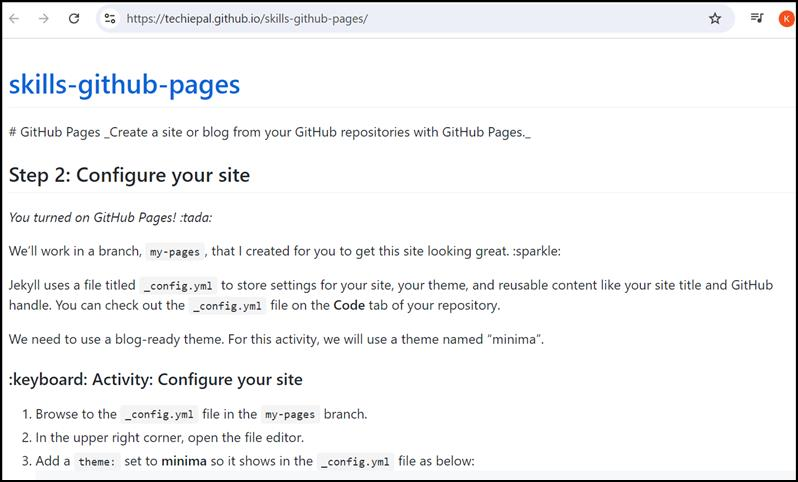 https://techiepal.github.io/skills-github-pages/
K
skills-github-pages
# GitHub Pages _Create a site or blog from your GitHub repositories with GitHub Pages._
Step 2: Configure your site
You turned on GitHub Pages! :tada:
We’ll work in a branch, my-pages, that I created for you to get this site looking great. :sparkle:
Jekyll uses a file titled _config.yml to store settings for your site, your theme, and reusable content like your site title and GitHub
handle. You can check out the _config.yml file on the Code tab of your repository.
We need to use a blog-ready theme. For this activity, we will use a theme named “minima”.
:keyboard: Activity: Configure your site
1. Browse to the _config.yml file in the my-pages branch.
2. In the upper right corner, open the file editor.
3. Add a theme: set to minima so it shows in the _config.yml file as below: